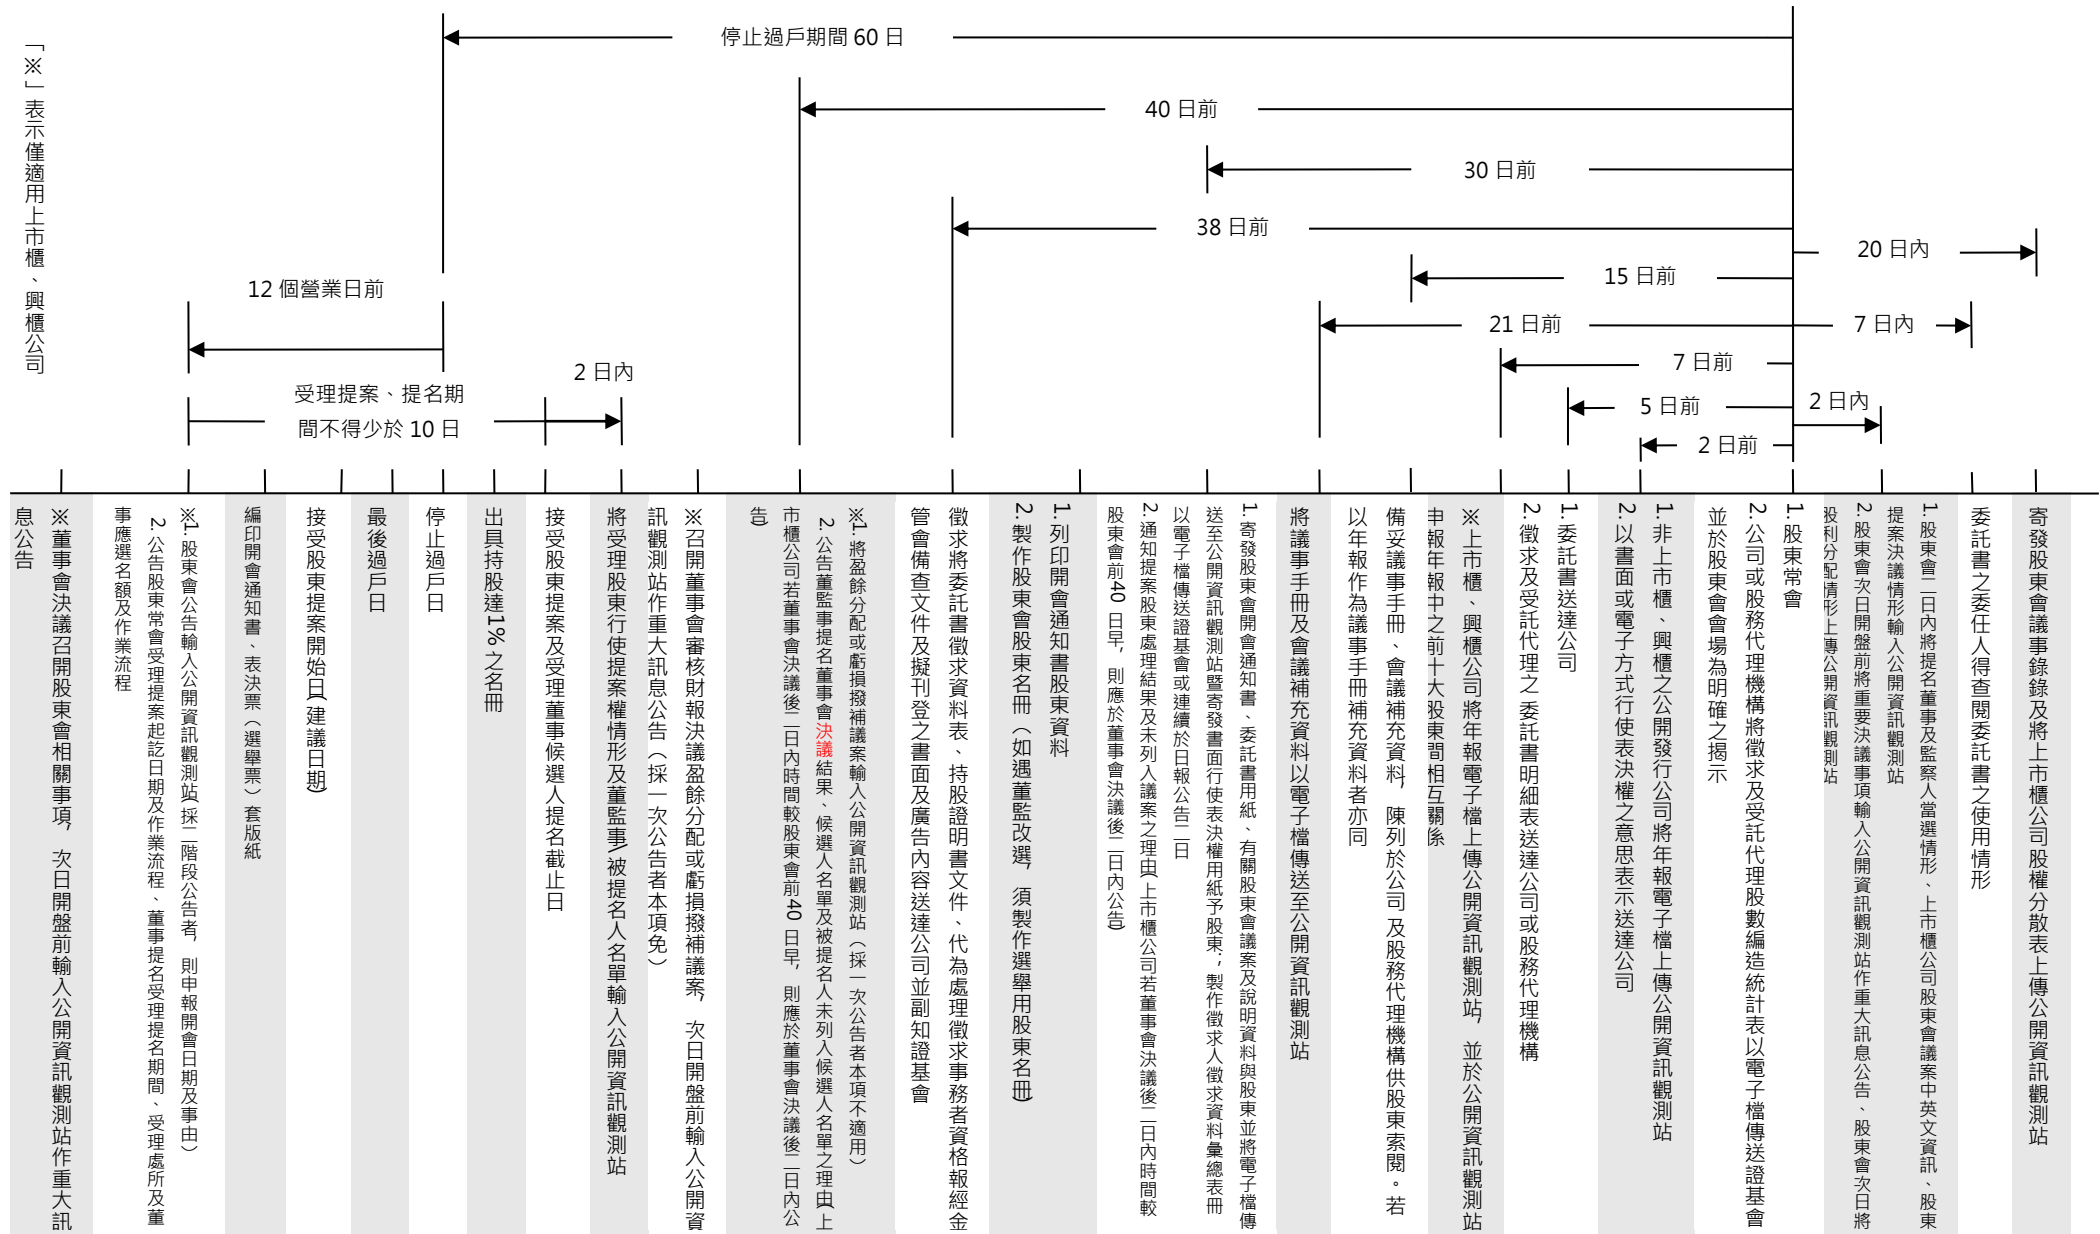 「※」表示僅適用上市櫃、興櫃公司
停止過戶期間 60 日
40 日前
30 日前
38 日前
20 日內
15 日前
12 個營業日前
21 日前
7 日內
7 日前
2 日內
受理提案、提名期
間不得少於 10 日
5 日前
2 日內
2 日前
※董事會決議召開股東會相關事項,次日開盤前輸入公開資訊觀測站作重大訊
息公告
※1. 股東會公告輸入公開資訊觀測站(採二階段公告者,則申報開會日期及事由)
2. 公告股東常會受理提案起訖日期及作業流程、董事提名受理提名期間、受理處所及董
事應選名額及作業流程
編印開會通知書、表決票(選舉票)套版紙
接受股東提案開始日(建議日期)
最後過戶日
停止過戶日
出具持股達1% 之名冊
接受股東提案及受理董事候選人提名截止日
將受理股東行使提案權情形及董監事)被提名人名單輸入公開資訊觀測站
※召開董事會審核財報決議盈餘分配或虧損撥補議案,次日開盤前輸入公開資
訊觀測站作重大訊息公告(採一次公告者本項免)
※1. 將盈餘分配或虧損撥補議案輸入公開資訊觀測站(採一次公告者本項不適用)
2. 公告董監事提名董事會決議結果、候選人名單及被提名人未列入候選人名單之理由(上
市櫃公司若董事會決議後二日內時間較股東會前40 日早,則應於董事會決議後二日內公
告)
徵求將委託書徵求資料表、持股證明書文件、代為處理徵求事務者資格報經金
管會備查文件及擬刊登之書面及廣告內容送達公司並副知證基會
1. 列印開會通知書股東資料
2. 製作股東會股東名冊(如遇董監改選,須製作選舉用股東名冊)
1. 寄發股東會開會通知書、委託書用紙、有關股東會議案及說明資料與股東並將電子檔傳
送至公開資訊觀測站暨寄發書面行使表決權用紙予股東;製作徵求人徵求資料彙總表冊
以電子檔傳送證基會或連續於日報公告二日
2. 通知提案股東處理結果及未列入議案之理由(上市櫃公司若董事會決議後二日內時間較
股東會前40 日早,則應於董事會決議後二日內公告)
將議事手冊及會議補充資料以電子檔傳送至公開資訊觀測站
備妥議事手冊、會議補充資料,陳列於公司 及股務代理機構供股東索閱。若
以年報作為議事手冊補充資料者亦同
※上市櫃、興櫃公司將年報電子檔上傳公開資訊觀測站,並於公開資訊觀測站
申報年報中之前十大股東間相互關係
2. 徵求及受託代理之 委託書明細表送達公司或股務代理機構
1. 委託書送達公司
1. 非上市櫃、興櫃之公開發行公司將年報電子檔上傳公開資訊觀測站
2. 以書面或電子方式行使表決權之意思表示送達公司
1. 股東常會
2. 公司或股務代理機構將徵求及受託代理股數編造統計表以電子檔傳送證基會
並於股東會會場為明確之揭示
1. 股東會二日內將提名董事及監察人當選情形、上市櫃公司股東會議案中英文資訊、股東
提案決議情形輸入公開資訊觀測站
2. 股東會次日開盤前將重要決議事項輸入公開資訊觀測站作重大訊息公告、股東會次日將
股利分配情形上傳公開資訊觀測站
委託書之委任人得查閱委託書之使用情形
寄發股東會議事錄錄及將上市櫃公司股權分散表上傳公開資訊觀測站